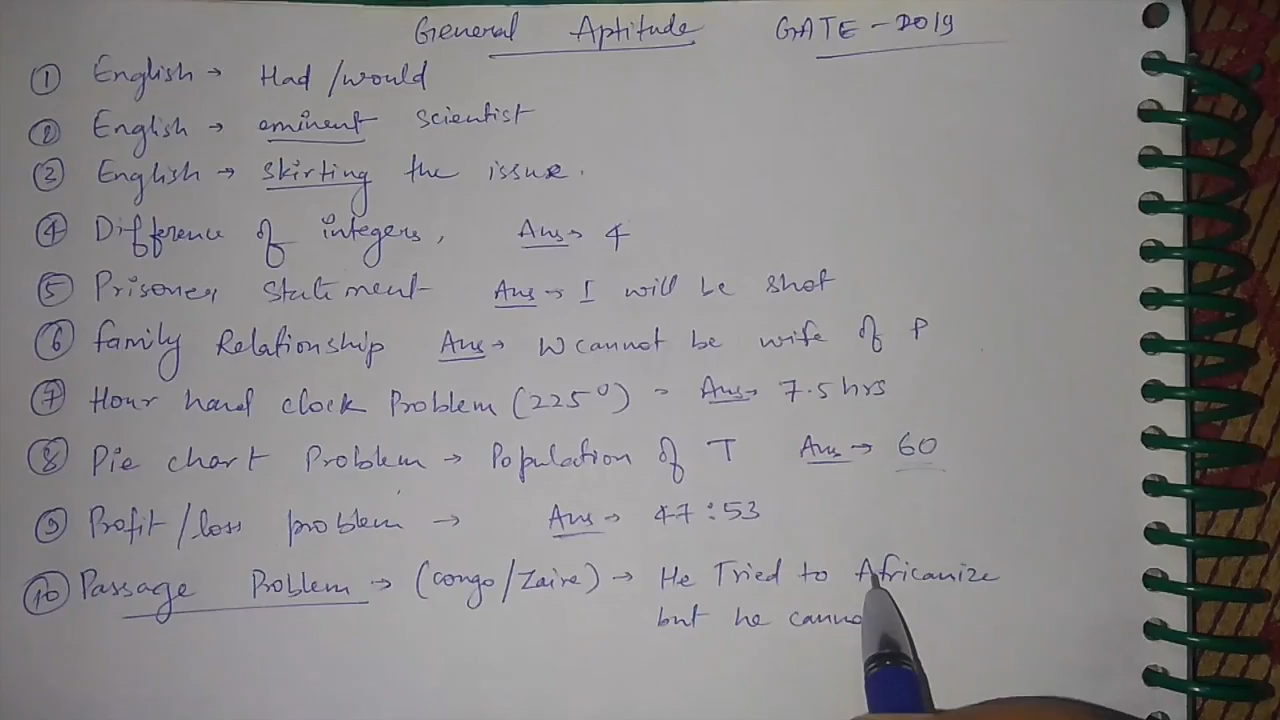 General Aptitude GATE - 2019
① English → Had /would
② English → eminent scientist
③ English → skirting the issue.
④ Difference of integers, Ans → 4
⑤ Prisoner statement Ans → I will be shot
⑥ family Relationship Ans → W cannot be wife of P
⑦ Hour hand clock Problem (225°) - Ans → 7.5 hrs
⑧ Pie chart Problem → Population of T Ans → 60
⑨ Profit/loss problem → Ans → 47:53
⑩ Passage Problem → (congo/Zaire) → He Tried to Africanize
but he